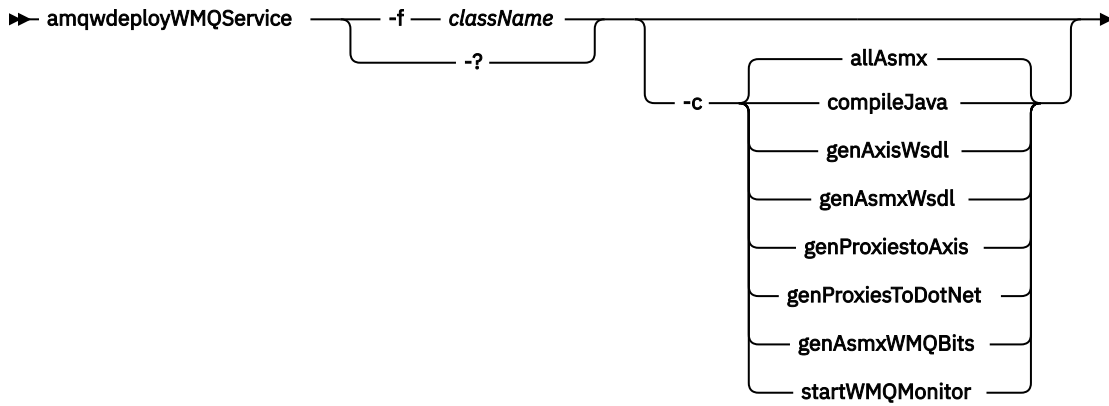 amqwdeployWMQService -f className
-?
allAsmx
-c compileJava
genAxisWsdl
genAsmxWsdl
genProxiestoAxis
genProxiesToDotNet
genAsmxWMQBits
startWMQMonitor